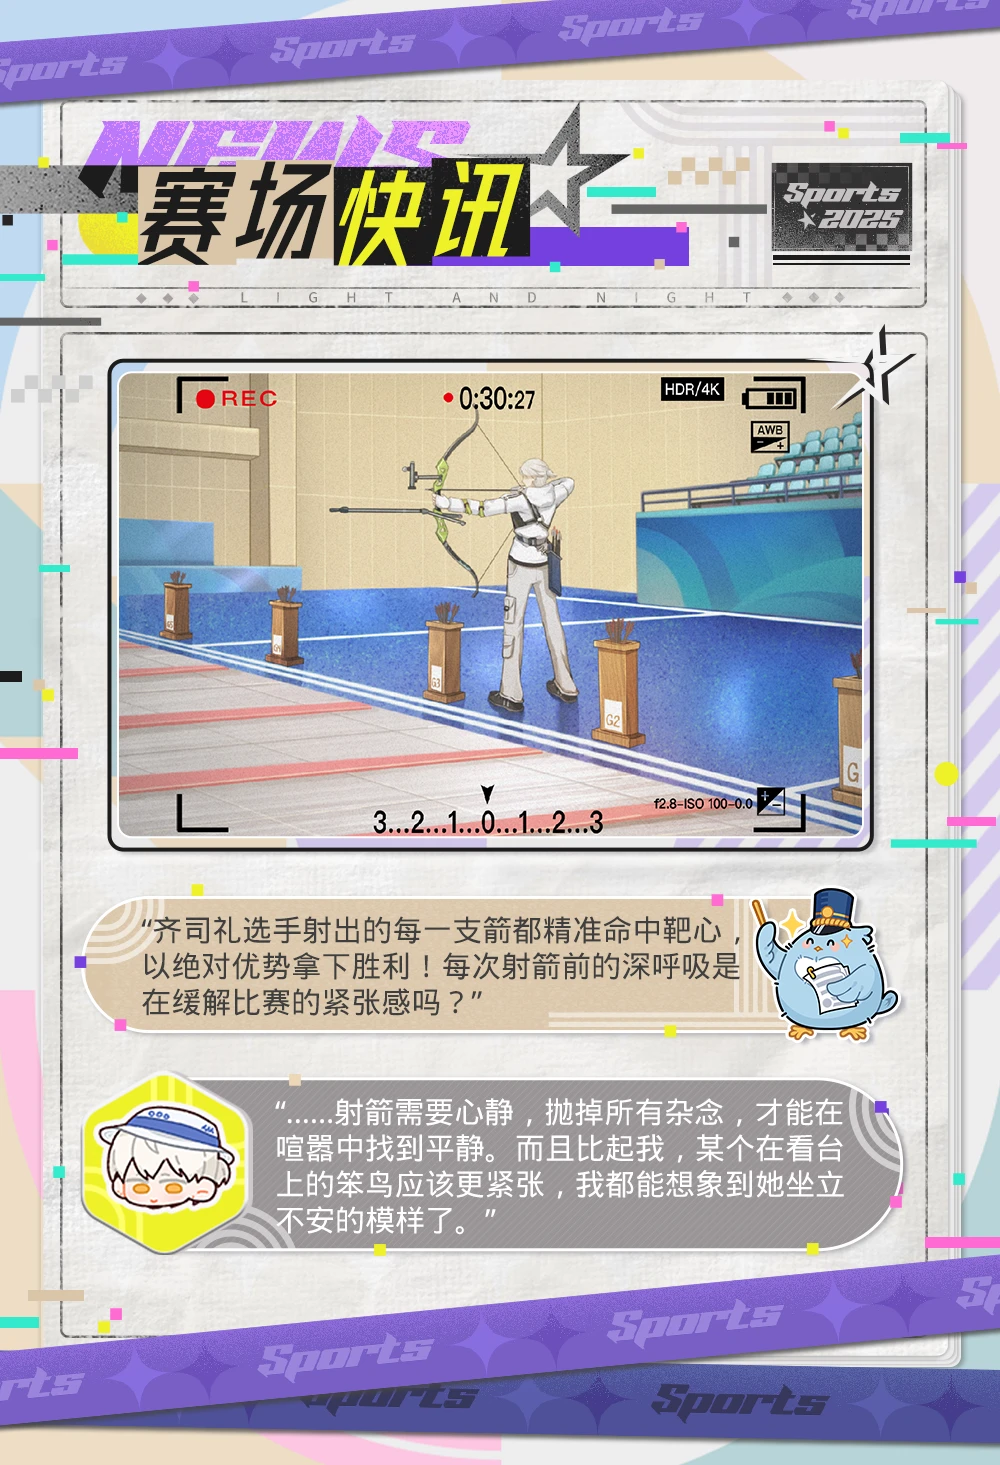 Sports Sports Sports Sports
NEWS
赛场快讯
Sports
2025
LIGHT AND NIGHT
REC
0:30:27
HDR/4K
AWB
G5
G4
G3
G2
G
f2.8-ISO 100-0.0
3...2...1...0...1...2...3
“齐司礼选手射出的每一支箭都精准命中靶心，
以绝对优势拿下胜利！每次射箭前的深呼吸是
在缓解比赛的紧张感吗？”
“……射箭需要心静，抛掉所有杂念，才能在
喧嚣中找到平静。而且比起我，某个在看台
上的笨鸟应该更紧张，我都能想象到她坐立
不安的模样了。”
rts Sports Sports Sp
Sports Sports